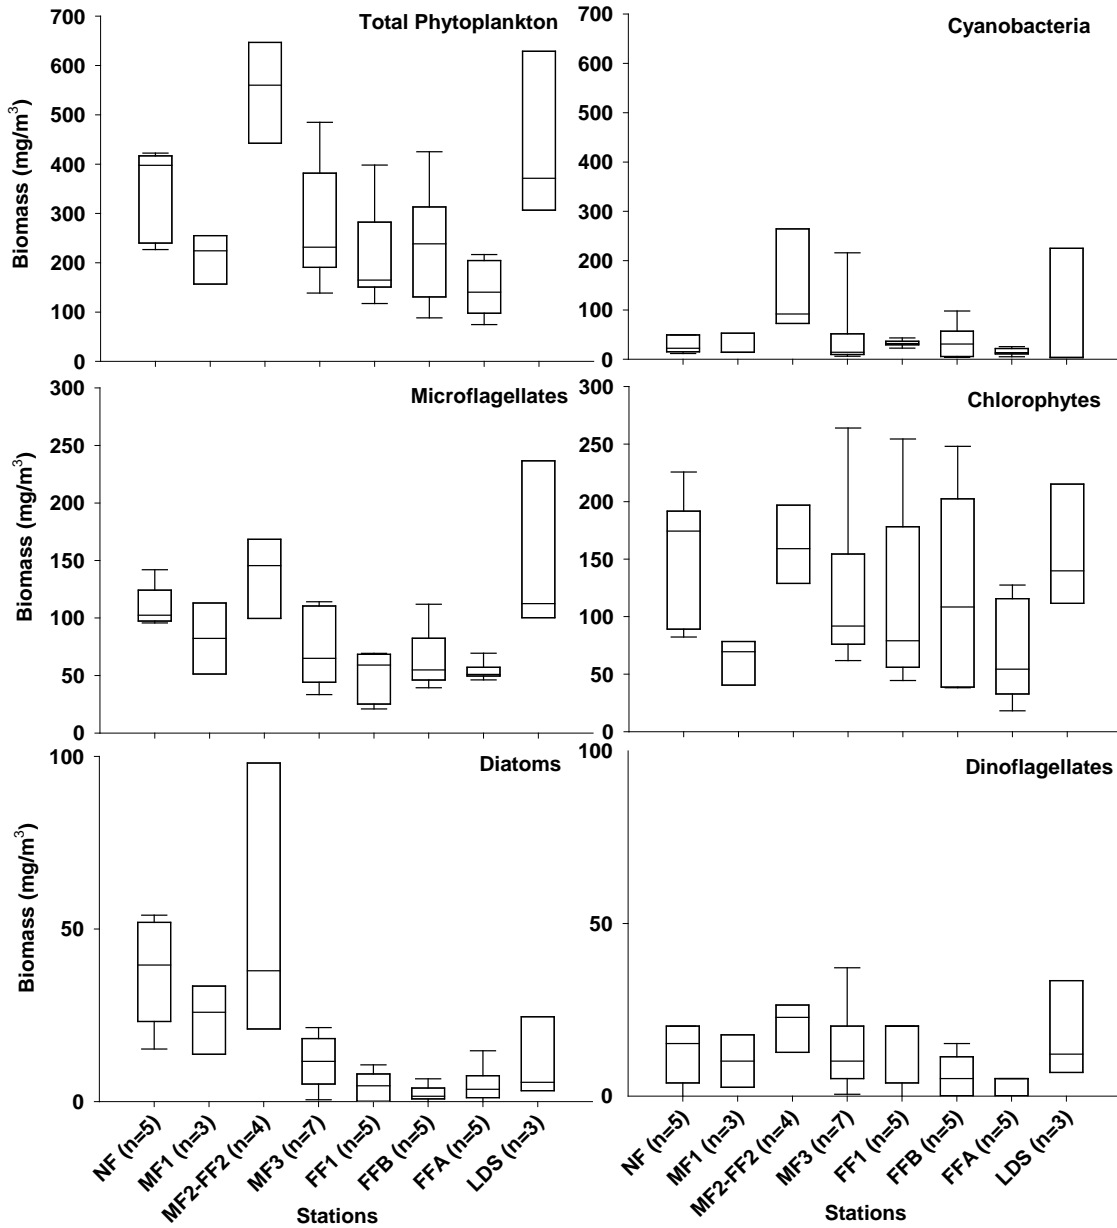 Total Phytoplankton
Biomass (mg/m³)
700
600
500
400
300
200
100
0
Cyanobacteria
700
600
500
400
300
200
100
0
Microflagellates
Biomass (mg/m³)
300
250
200
150
100
50
0
Chlorophytes
300
250
200
150
100
50
0
Diatoms
Biomass (mg/m³)
100
50
0
NF (n=5)
MF1 (n=3)
MF2-FF2 (n=4)
MF3 (n=7)
FF1 (n=5)
FFB (n=5)
FFA (n=5)
LDS (n=3)
Stations
Dinoflagellates
100
50
0
NF (n=5)
MF1 (n=3)
MF2-FF2 (n=4)
MF3 (n=7)
FF1 (n=5)
FFB (n=5)
FFA (n=5)
LDS (n=3)
Stations